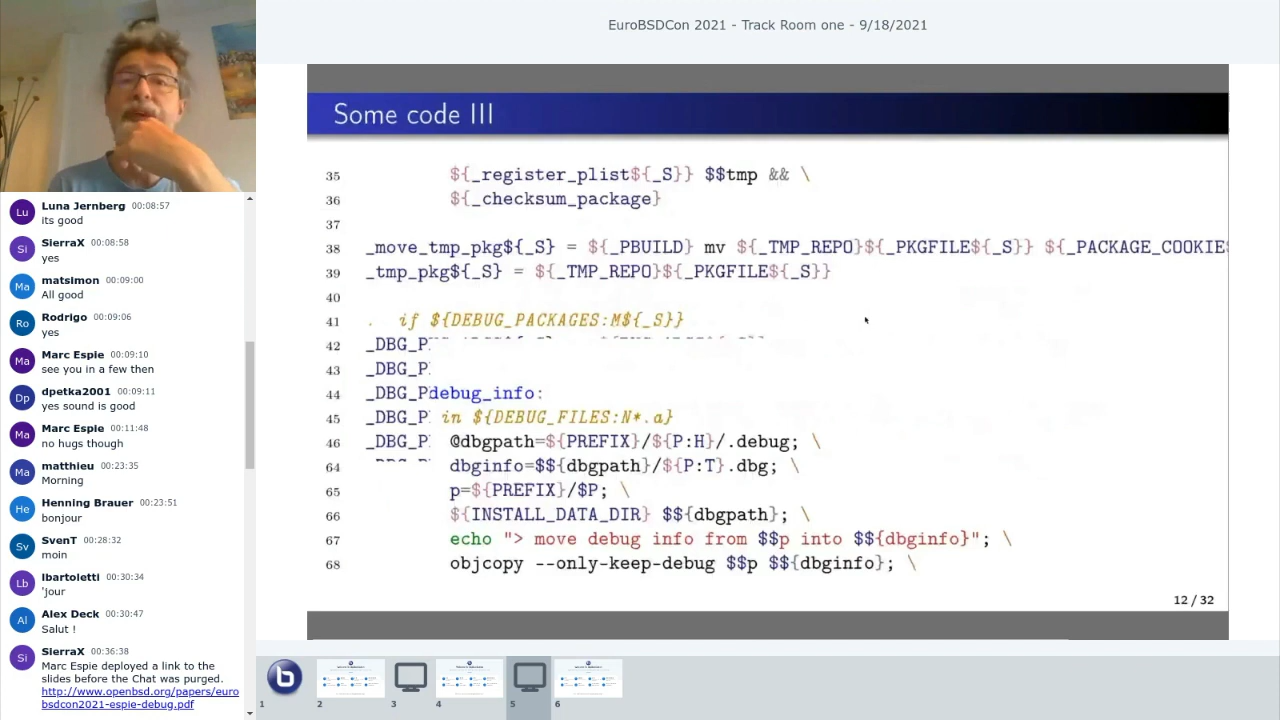 EuroBSDCon 2021 - Track Room one - 9/18/2021
Lu Luna Jernberg 00:08:57
its good
Si SierraX 00:08:58
yes
Ma matsimon 00:09:00
All good
Ro Rodrigo 00:09:06
yes
Ma Marc Espie 00:09:10
see you in a few then
Dp dpetka2001 00:09:11
yes sound is good
Ma Marc Espie 00:11:48
no hugs though
Ma matthieu 00:23:35
Morning
He Henning Brauer 00:23:51
bonjour
Sv SvenT 00:28:32
moin
Lb lbartoletti 00:30:34
'jour
Al Alex Deck 00:30:47
Salut !
Si SierraX 00:36:38
Marc Espie deployed a link to the
slides before the Chat was purged.
http://www.openbsd.org/papers/euro
bsdcon2021-espie-debug.pdf
Some code III
35 ${_register_plist${_S}} $$tmp && \
36 ${_checksum_package}
37
38 _move_tmp_pkg${_S} = ${_PBUILD} mv ${_TMP_REPO}${_PKGFILE${_S}} ${_PACKAGE_COOKIES
39 _tmp_pkg${_S} = ${_TMP_REPO}${_PKGFILE${_S}}
40
41 . if ${DEBUG_PACKAGES:M${_S}}
42 _DBG_P
43 _DBG_P
44 _DBG_P debug_info:
45 _DBG_P in ${DEBUG_FILES:N*.a}
46 _DBG_P @dbgpath=${PREFIX}/${P:H}/.debug; \
64 dbginfo=$${dbgpath}/${P:T}.dbg; \
65 p=${PREFIX}/$P; \
66 ${INSTALL_DATA_DIR} $${dbgpath}; \
67 echo "> move debug info from $$p into $${dbginfo}"; \
68 objcopy --only-keep-debug $$p $${dbginfo}; \
12 / 32
1 2 3 4 5 6